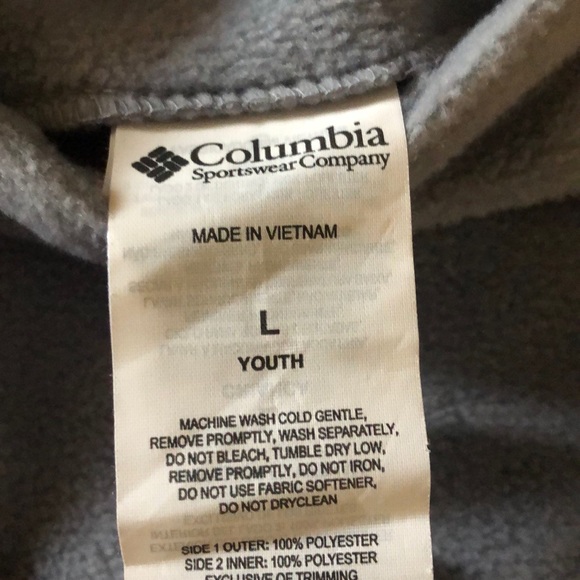 Columbia
Sportswear Company
MADE IN VIETNAM
L
YOUTH
MACHINE WASH COLD GENTLE,
REMOVE PROMPTLY, WASH SEPARATELY,
DO NOT BLEACH, TUMBLE DRY LOW,
REMOVE PROMPTLY, DO NOT IRON,
DO NOT USE FABRIC SOFTENER,
DO NOT DRYCLEAN
SIDE 1 OUTER: 100% POLYESTER
SIDE 2 INNER: 100% POLYESTER
EXCLUSIVE OF TRIMMING